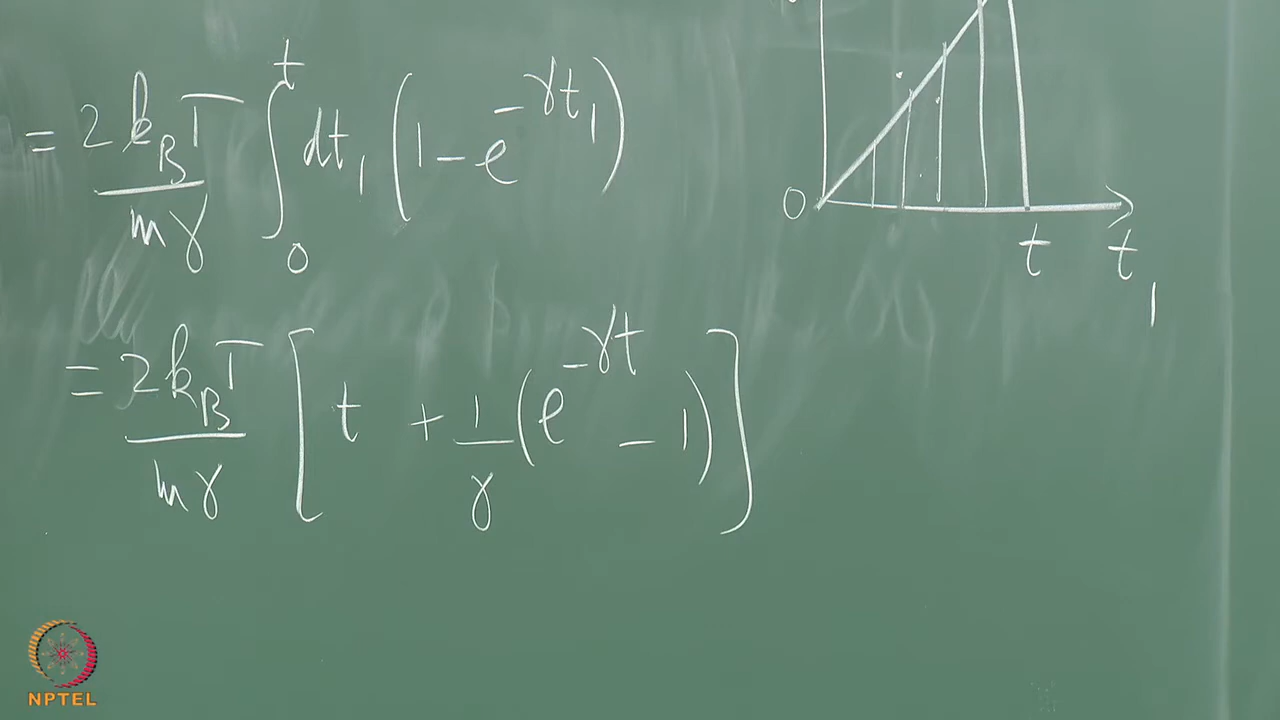 = 2k_BT/mγ ∫_0^t dt_1 (1 − e^{−γt_1})
0 t t_1
= 2k_BT/mγ [t + 1/γ (e^{−γt} − 1)]
NPTEL